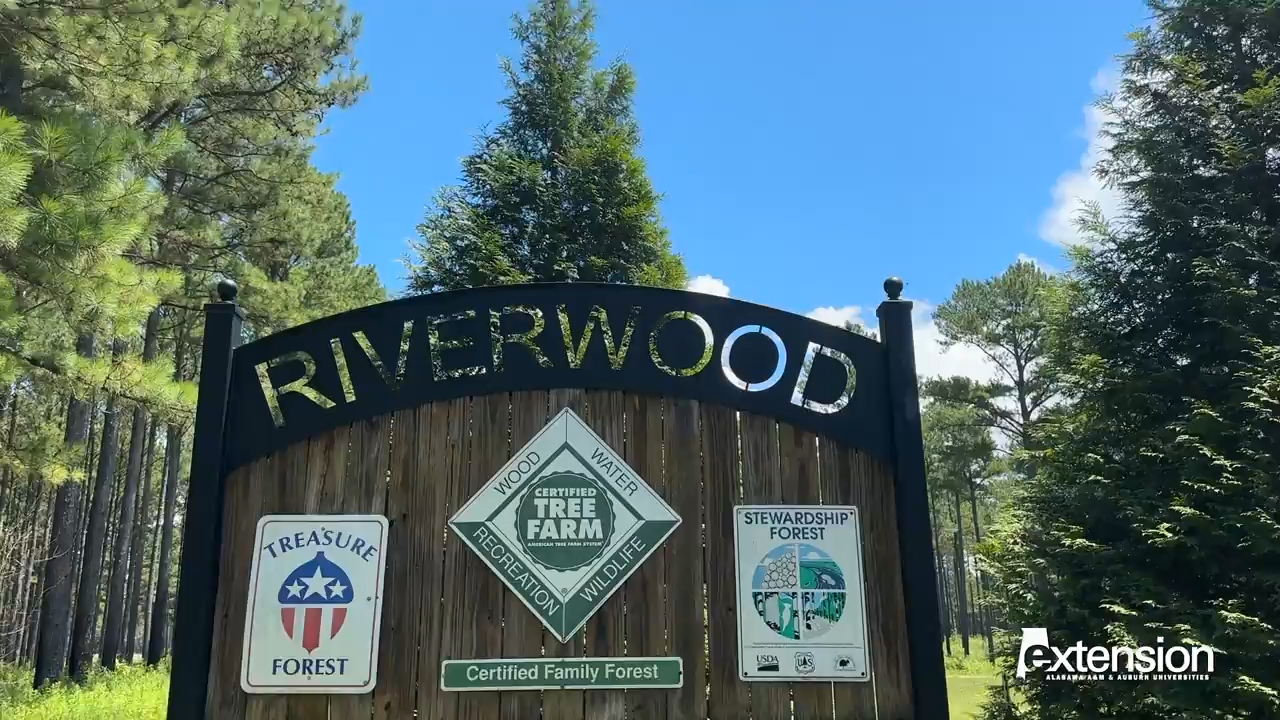 RIVERWOOD
TREASURE
FOREST
WOOD
WATER
CERTIFIED
TREE
FARM
AMERICAN TREE FARM SYSTEM
RECREATION
WILDLIFE
Certified Family Forest
STEWARDSHIP
FOREST
USDA
UAS
extension
ALABAMA A&M & AUBURN UNIVERSITIES